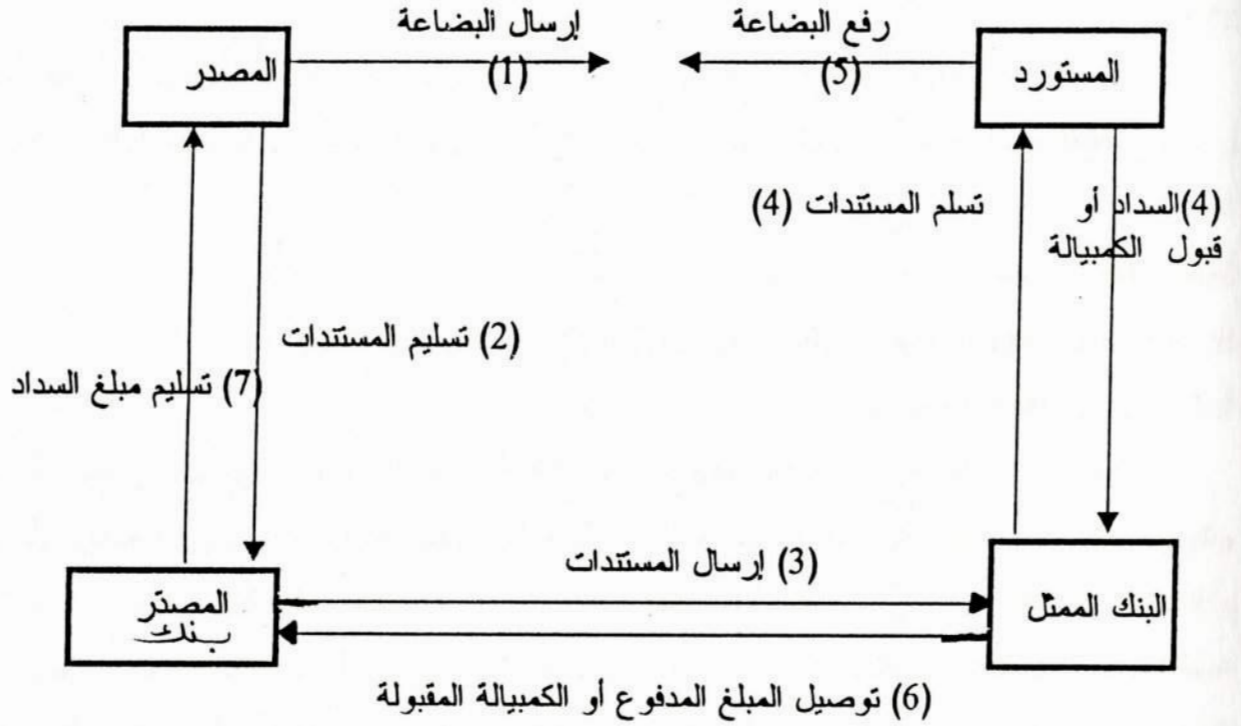 رفع البضاعة
(5)
إرسال البضاعة
(1)
المستورد
المصدر
(4)السداد أو
قبول الكمبيالة
تسلم المستندات (4)
(2) تسليم المستندات
(7) تسليم مبلغ السداد
(3) إرسال المستندات
البنك الممثل
المصدّر
بنك
(6) توصيل المبلغ المدفوع أو الكمبيالة المقبولة